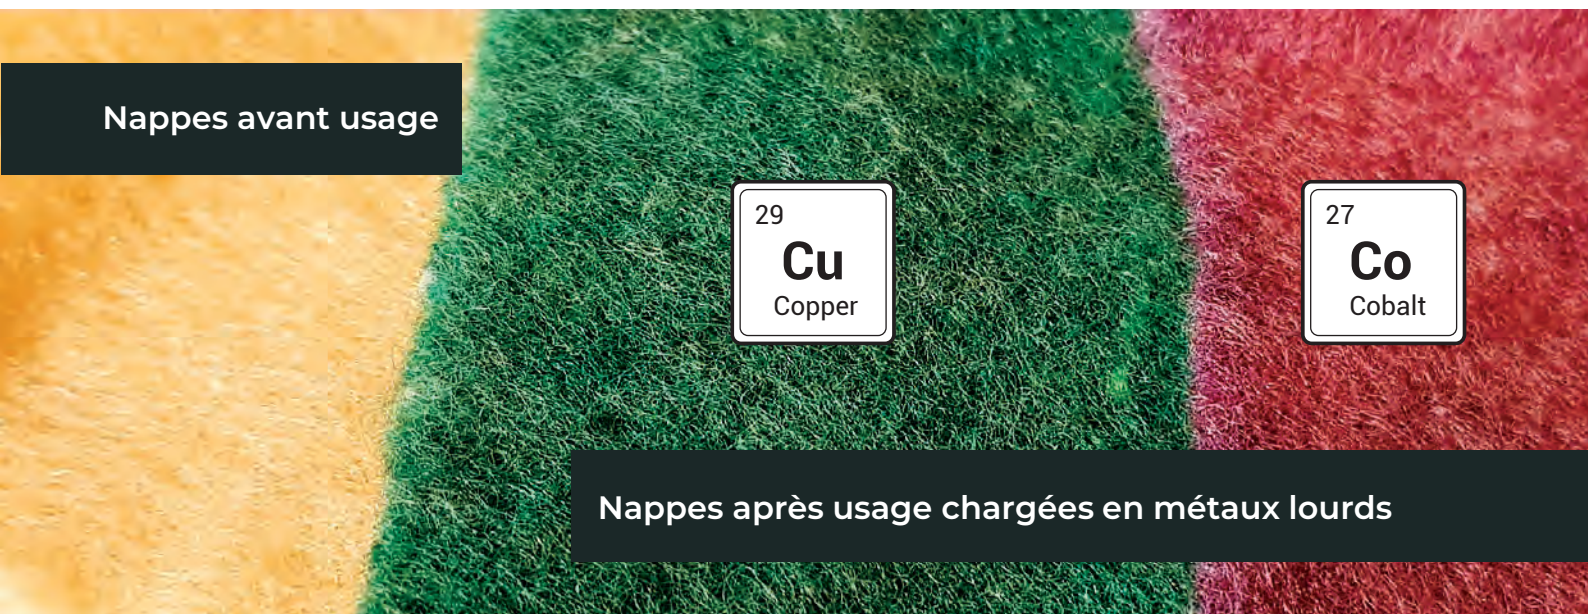 Nappes avant usage
29
Cu
Copper
27
Co
Cobalt
Nappes après usage chargées en métaux lourds